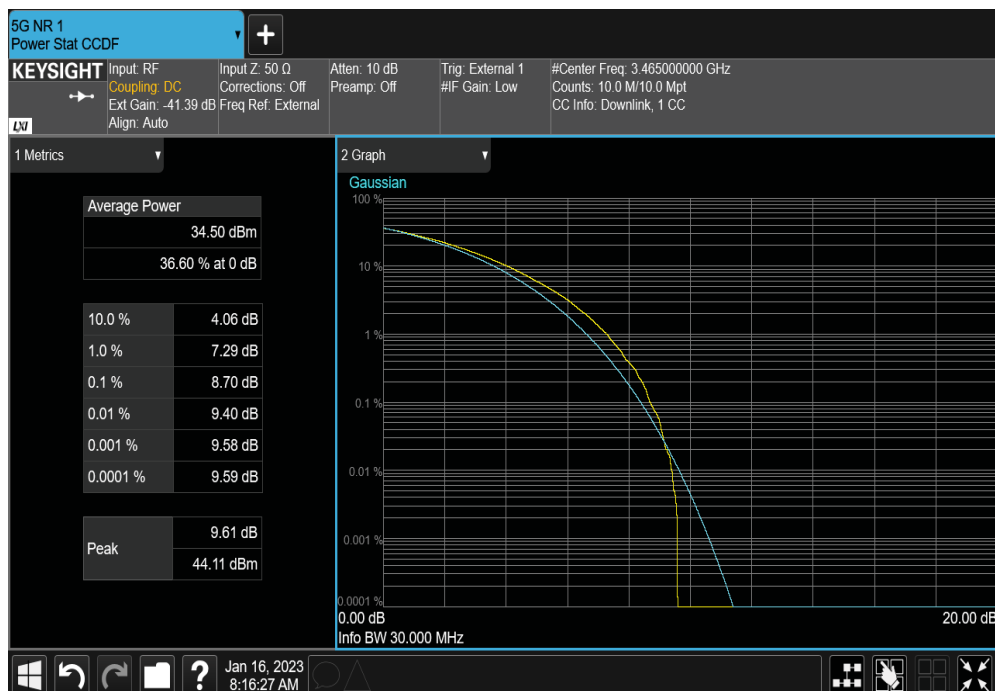 5G NR 1
Power Stat CCDF
+
KEYSIGHT
LXI
Input: RF
Coupling: DC
Ext Gain: -41.39 dB
Align: Auto
Input Z: 50 Ω
Corrections: Off
Freq Ref: External
Atten: 10 dB
Preamp: Off
Trig: External 1
#IF Gain: Low
#Center Freq: 3.465000000 GHz
Counts: 10.0 M/10.0 Mpt
CC Info: Downlink, 1 CC
1 Metrics
Average Power
34.50 dBm
36.60 % at 0 dB
10.0 % 4.06 dB
1.0 % 7.29 dB
0.1 % 8.70 dB
0.01 % 9.40 dB
0.001 % 9.58 dB
0.0001 % 9.59 dB
Peak
9.61 dB
44.11 dBm
2 Graph
Gaussian
100 %
10 %
1 %
0.1 %
0.01 %
0.001 %
0.0001 %
0.00 dB 20.00 dB
Info BW 30.000 MHz
?
Jan 16, 2023
8:16:27 AM